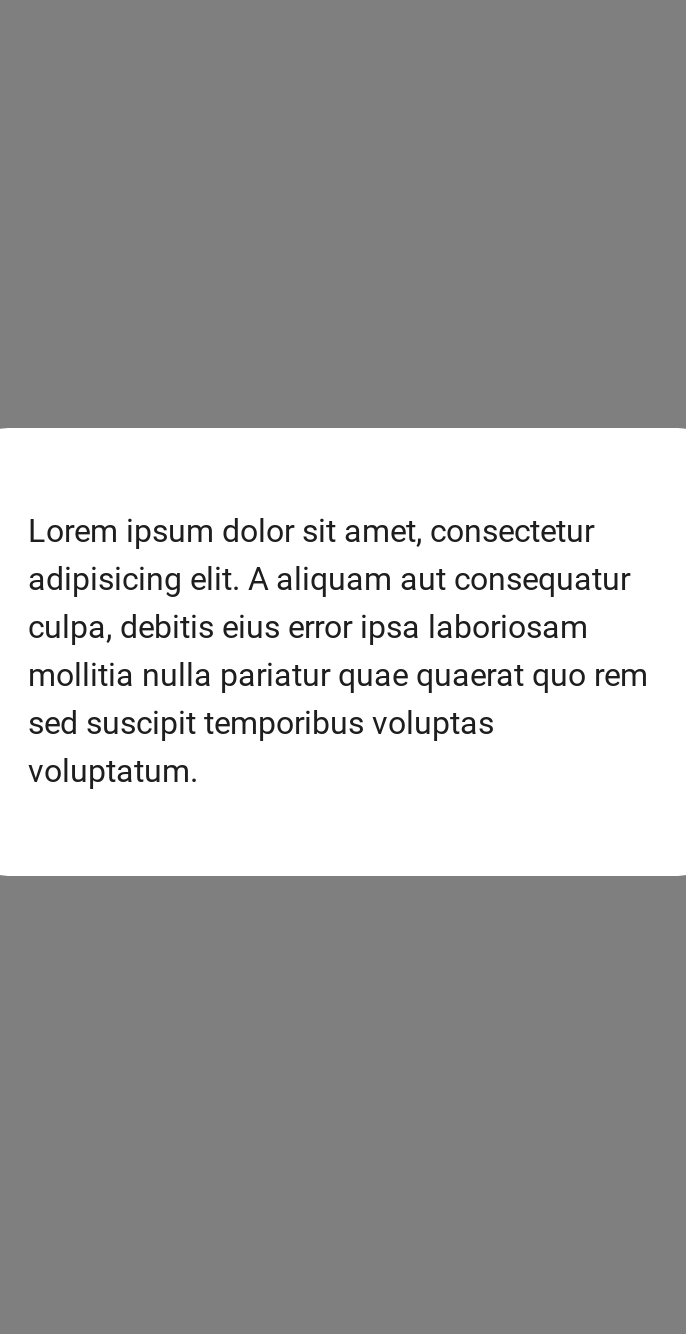 Lorem ipsum dolor sit amet, consectetur
adipisicing elit. A aliquam aut consequatur
culpa, debitis eius error ipsa laboriosam
mollitia nulla pariatur quae quaerat quo rem
sed suscipit temporibus voluptas
voluptatum.